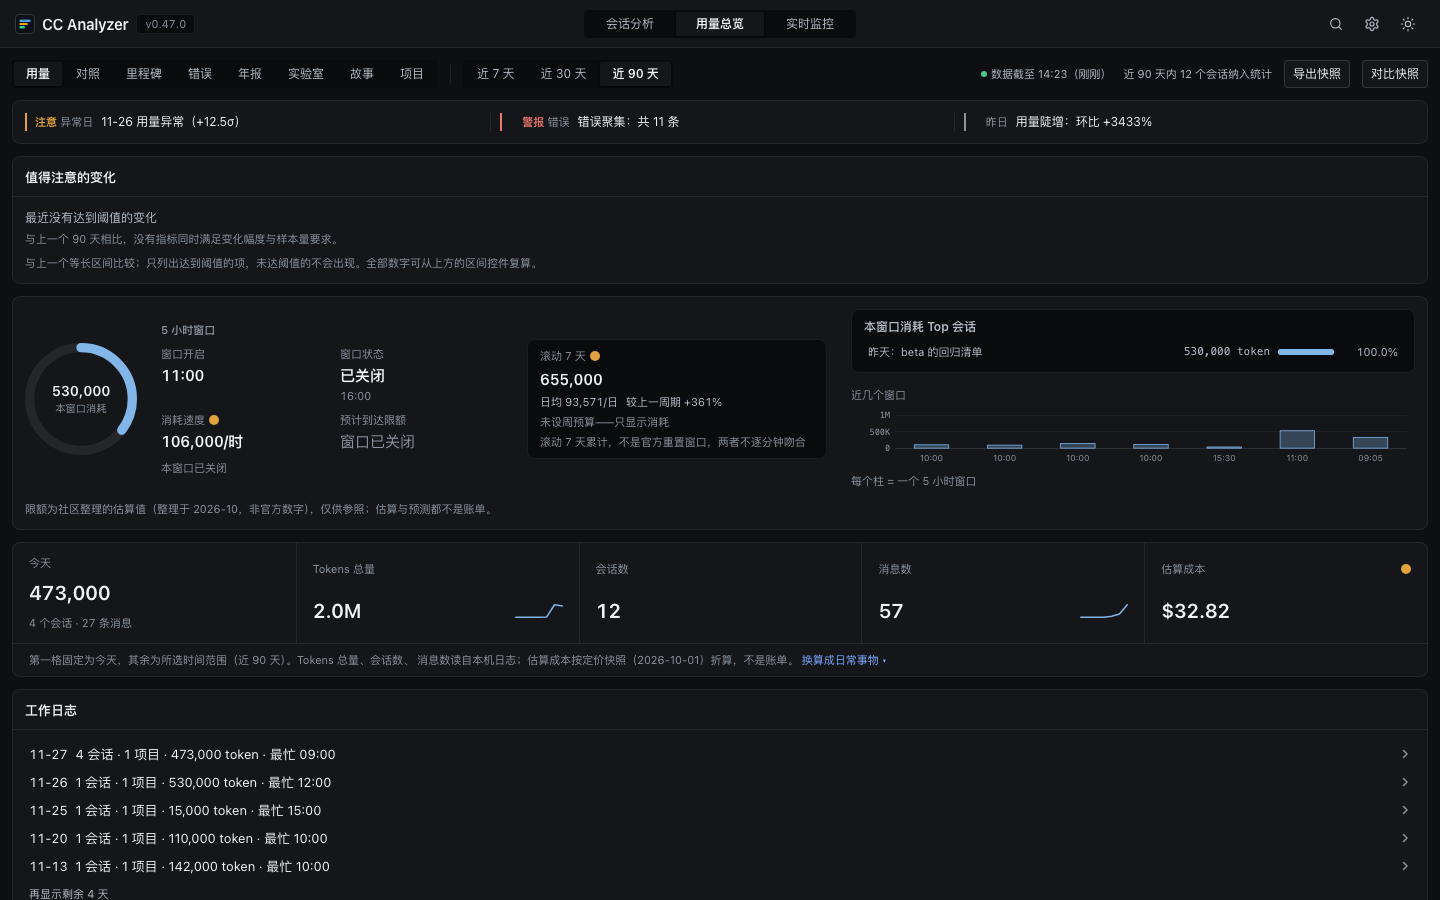 CC Analyzer v0.47.0 会话分析 用量总览 实时监控
用量 对照 里程碑 错误 年报 实验室 故事 项目 近 7 天 近 30 天 近 90 天 数据截至 14:23（刚刚） 近 90 天内 12 个会话纳入统计 导出快照 对比快照
注意 异常日 11-26 用量异常（+12.5σ） 警报 错误 错误聚集：共 11 条 昨日 用量陡增：环比 +3433%
值得注意的变化
最近没有达到阈值的变化
与上一个 90 天相比，没有指标同时满足变化幅度与样本量要求。
与上一个等长区间比较；只列出达到阈值的项，未达阈值的不会出现。全部数字可从上方的区间控件复算。
530,000
本窗口消耗
5 小时窗口
窗口开启
11:00
窗口状态
已关闭
16:00
消耗速度
106,000/时
本窗口已关闭
预计到达限额
窗口已关闭
滚动 7 天
655,000
日均 93,571/日 较上一周期 +361%
未设周预算——只显示消耗
滚动 7 天累计，不是官方重置窗口，两者不逐分钟吻合
本窗口消耗 Top 会话
昨天：beta 的回归清单 530,000 token 100.0%
近几个窗口
1M
500K
0
10:00 10:00 10:00 10:00 15:30 11:00 09:05
每个柱 = 一个 5 小时窗口
限额为社区整理的估算值（整理于 2026-10，非官方数字），仅供参照；估算与预测都不是账单。
今天
473,000
4 个会话 · 27 条消息
Tokens 总量
2.0M
会话数
12
消息数
57
估算成本
$32.82
第一格固定为今天，其余为所选时间范围（近 90 天）。Tokens 总量、会话数、 消息数读自本机日志；估算成本按定价快照（2026-10-01）折算，不是账单。 换算成日常事物
工作日志
11-27 4 会话 · 1 项目 · 473,000 token · 最忙 09:00
11-26 1 会话 · 1 项目 · 530,000 token · 最忙 12:00
11-25 1 会话 · 1 项目 · 15,000 token · 最忙 15:00
11-20 1 会话 · 1 项目 · 110,000 token · 最忙 10:00
11-13 1 会话 · 1 项目 · 142,000 token · 最忙 10:00
再显示剩余 4 天